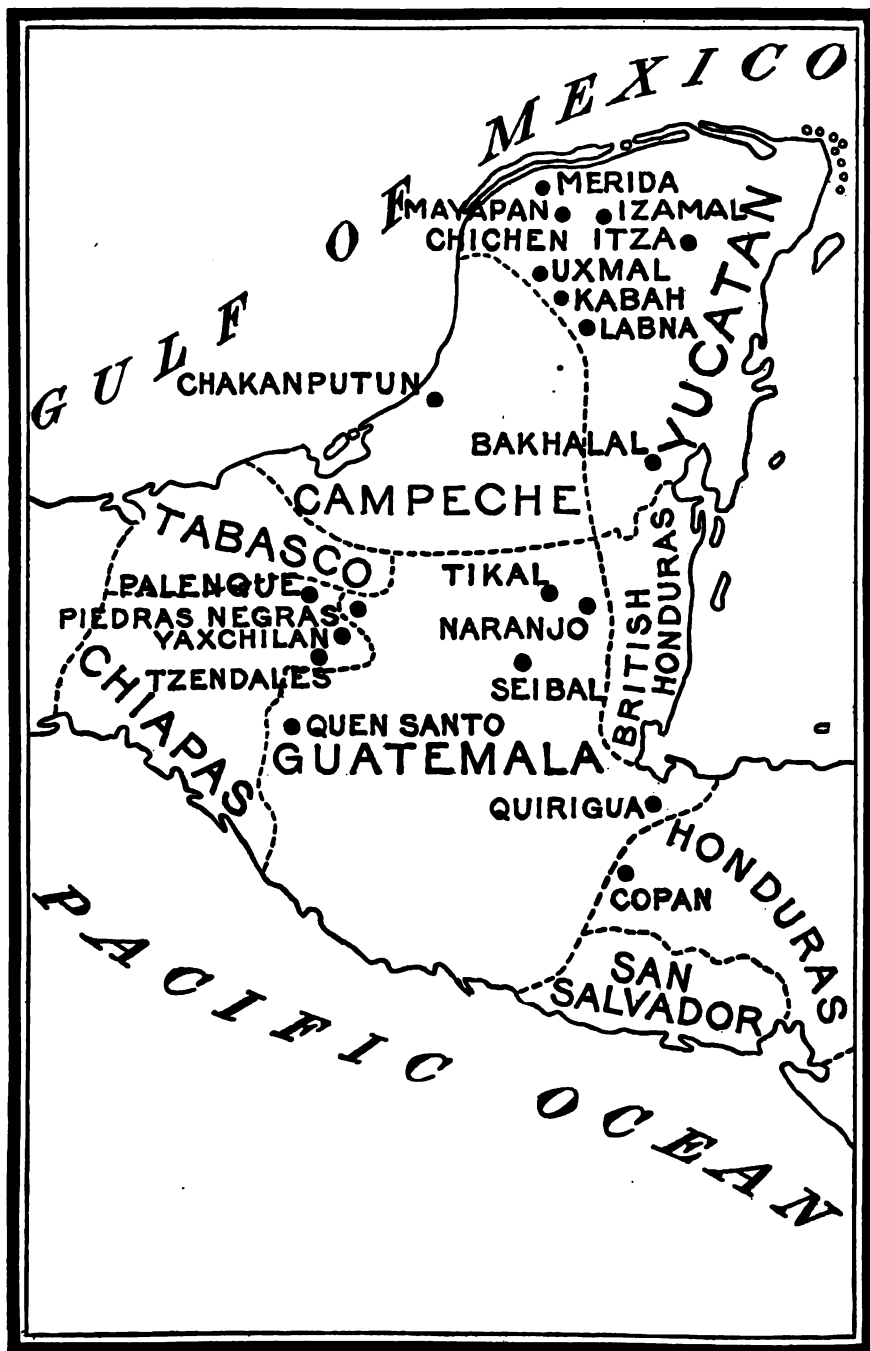 GULF OF MEXICO
MERIDA
MAYAPAN
IZAMAL
CHICHEN ITZA
UXMAL
KABAH
LABNA
YUCATAN
CHAKANPUTUN
BAKHALAL
CAMPECHE
TABASCO
TIKAL
PALENQUE
PIEDRAS NEGRAS
NARANJO
YAXCHILAN
TZENDALES
SEIBAL
BRITISH
HONDURAS
CHIAPAS
QUEN SANTO
GUATEMALA
QUIRIGUA
HONDURAS
COPAN
SAN
SALVADOR
PACIFIC OCEAN